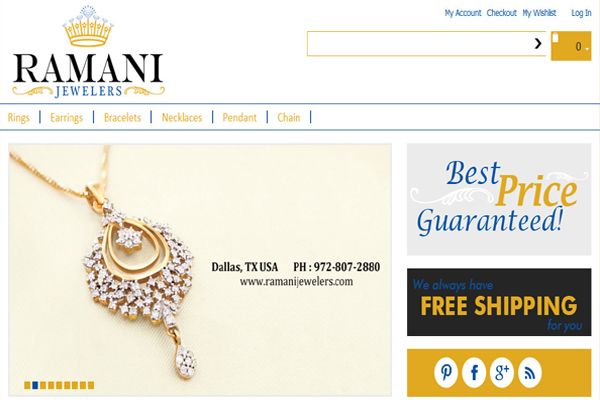 My Account Checkout My Wishlist Log In
RAMANI
JEWELERS
0
Rings Earrings Bracelets Necklaces Pendant Chain
Dallas, TX USA PH : 972-807-2880
www.ramanijewelers.com
Best
Price
Guaranteed!
We always have
FREE SHIPPING
for you